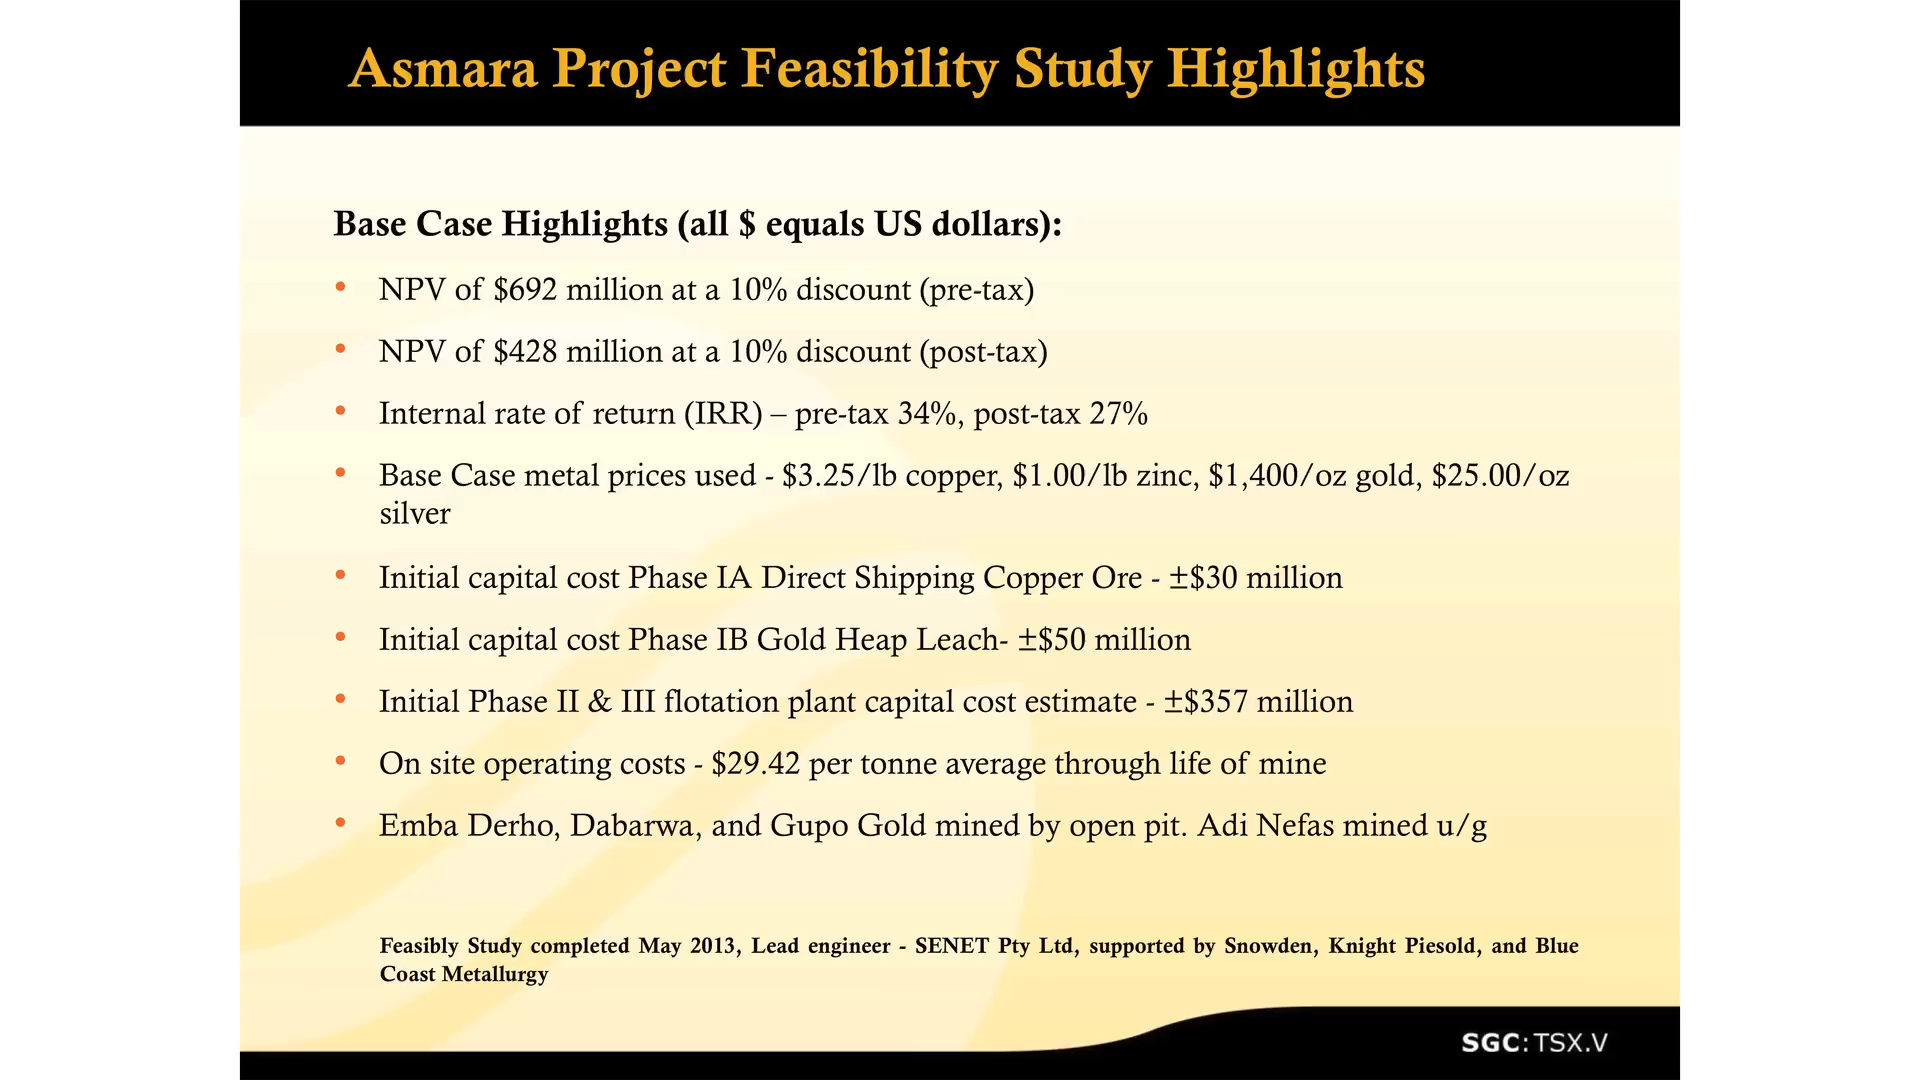 Asmara Project Feasibility Study Highlights
Base Case Highlights (all $ equals US dollars):
• NPV of $692 million at a 10% discount (pre-tax)
• NPV of $428 million at a 10% discount (post-tax)
• Internal rate of return (IRR) – pre-tax 34%, post-tax 27%
• Base Case metal prices used - $3.25/lb copper, $1.00/lb zinc, $1,400/oz gold, $25.00/oz
silver
• Initial capital cost Phase IA Direct Shipping Copper Ore - ±$30 million
• Initial capital cost Phase IB Gold Heap Leach- ±$50 million
• Initial Phase II & III flotation plant capital cost estimate - ±$357 million
• On site operating costs - $29.42 per tonne average through life of mine
• Emba Derho, Dabarwa, and Gupo Gold mined by open pit. Adi Nefas mined u/g
Feasibly Study completed May 2013, Lead engineer - SENET Pty Ltd, supported by Snowden, Knight Piesold, and Blue
Coast Metallurgy
SGC:TSX.V